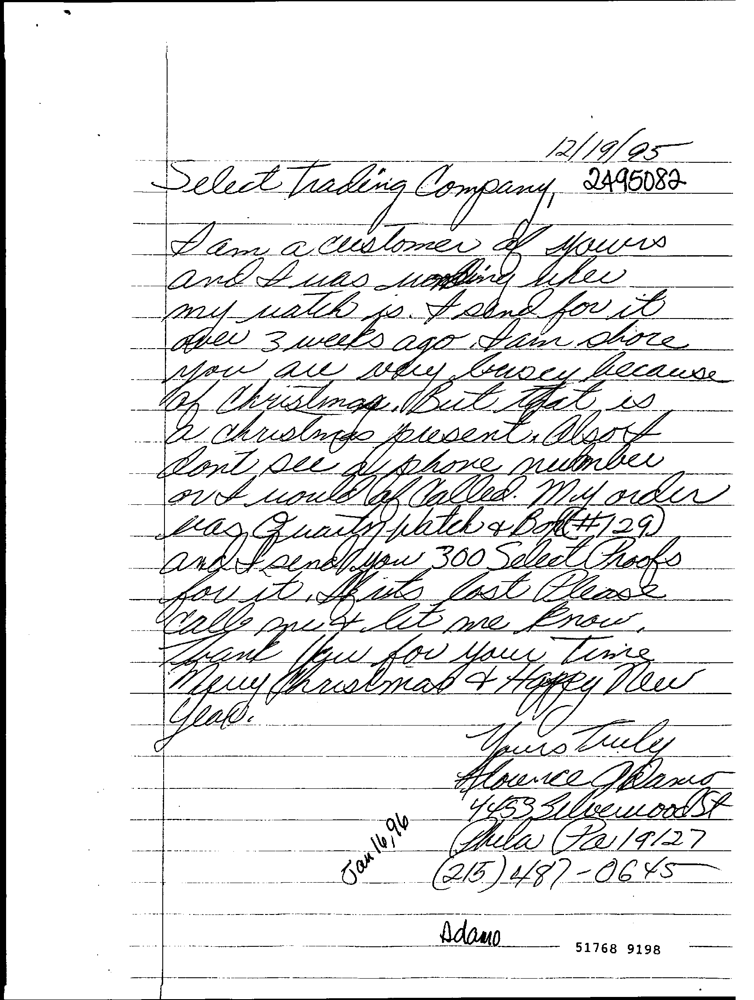 12/19/95
Select Trading Company, 2495082
I am a customer of yours
and I was wondering wher
my watch is. I send for it
over 3 weeks ago. I am shore
you are very busey because
of Christmas. But that is
a christmas present. Also I
dont see a phone number
or I would of Called. My order
was Quartz Watch & Box (#729)
and I send you 300 Select Proofs
for it. If its lost Please
Call me & let me know.
Thank You for your time
Merry Christmas & Happy New
Year.
Yours Truly
Florence Adamo
4453 Silverwood St
Phila Pa 19127
(215) 487-0645
Jan 16, 96
Adamo
51768 9198